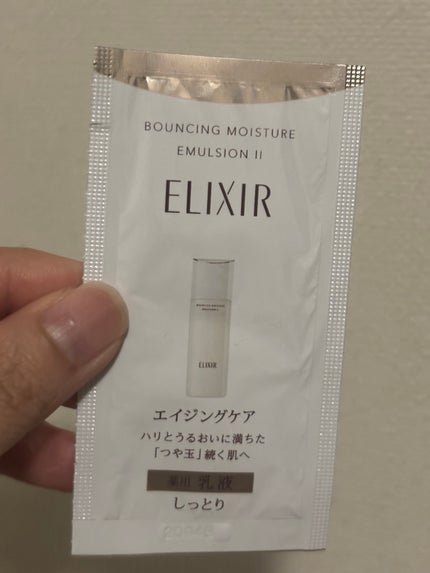 BOUNCING MOISTURE
EMULSION II
ELIXIR
ELIXIR
エイジングケア
ハリとうるおいに満ちた
「つや玉」続く肌へ
薬用 乳液
しっとり